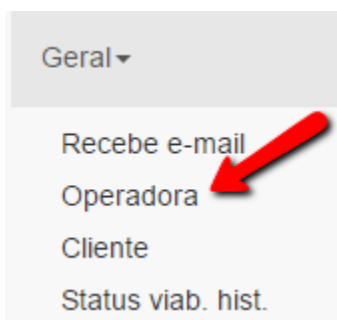 Geral
Recebe e-mail
Operadora
Cliente
Status viab. hist.